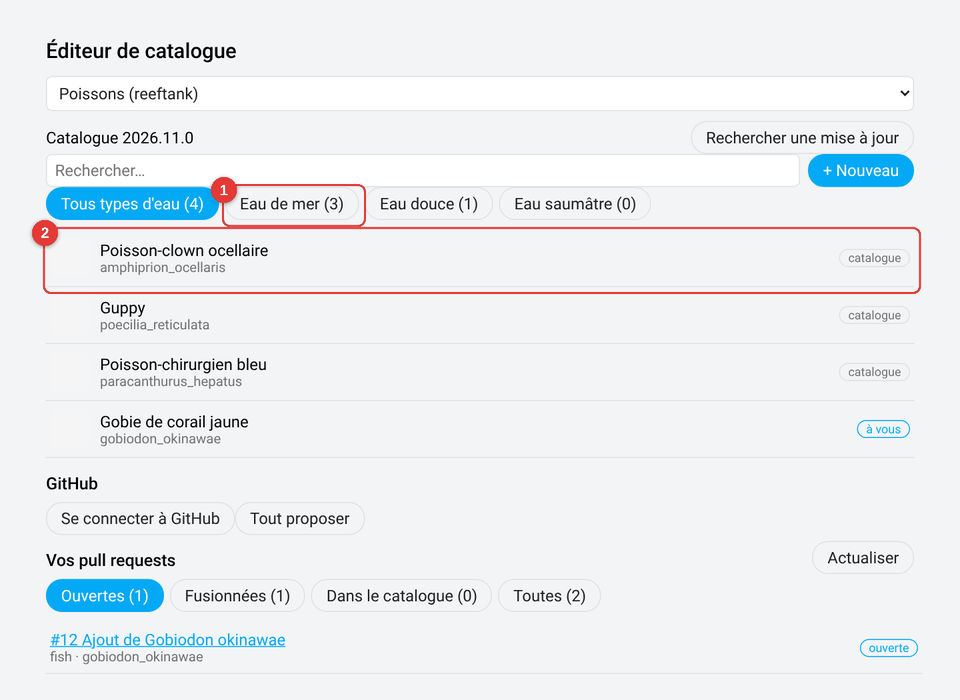 Éditeur de catalogue
Poissons (reeftank)
Catalogue 2026.11.0
Rechercher une mise à jour
Rechercher...
+ Nouveau
Tous types d'eau (4)
1
Eau de mer (3)
Eau douce (1)
Eau saumâtre (0)
2
Poisson-clown ocellaire
amphiprion_ocellaris
catalogue
Guppy
poecilia_reticulata
catalogue
Poisson-chirurgien bleu
paracanthurus_hepatus
catalogue
Gobie de corail jaune
gobiodon_okinawae
à vous
GitHub
Se connecter à GitHub
Tout proposer
Vos pull requests
Actualiser
Ouvertes (1)
Fusionnées (1)
Dans le catalogue (0)
Toutes (2)
#12 Ajout de Gobiodon okinawae
fish · gobiodon_okinawae
ouverte